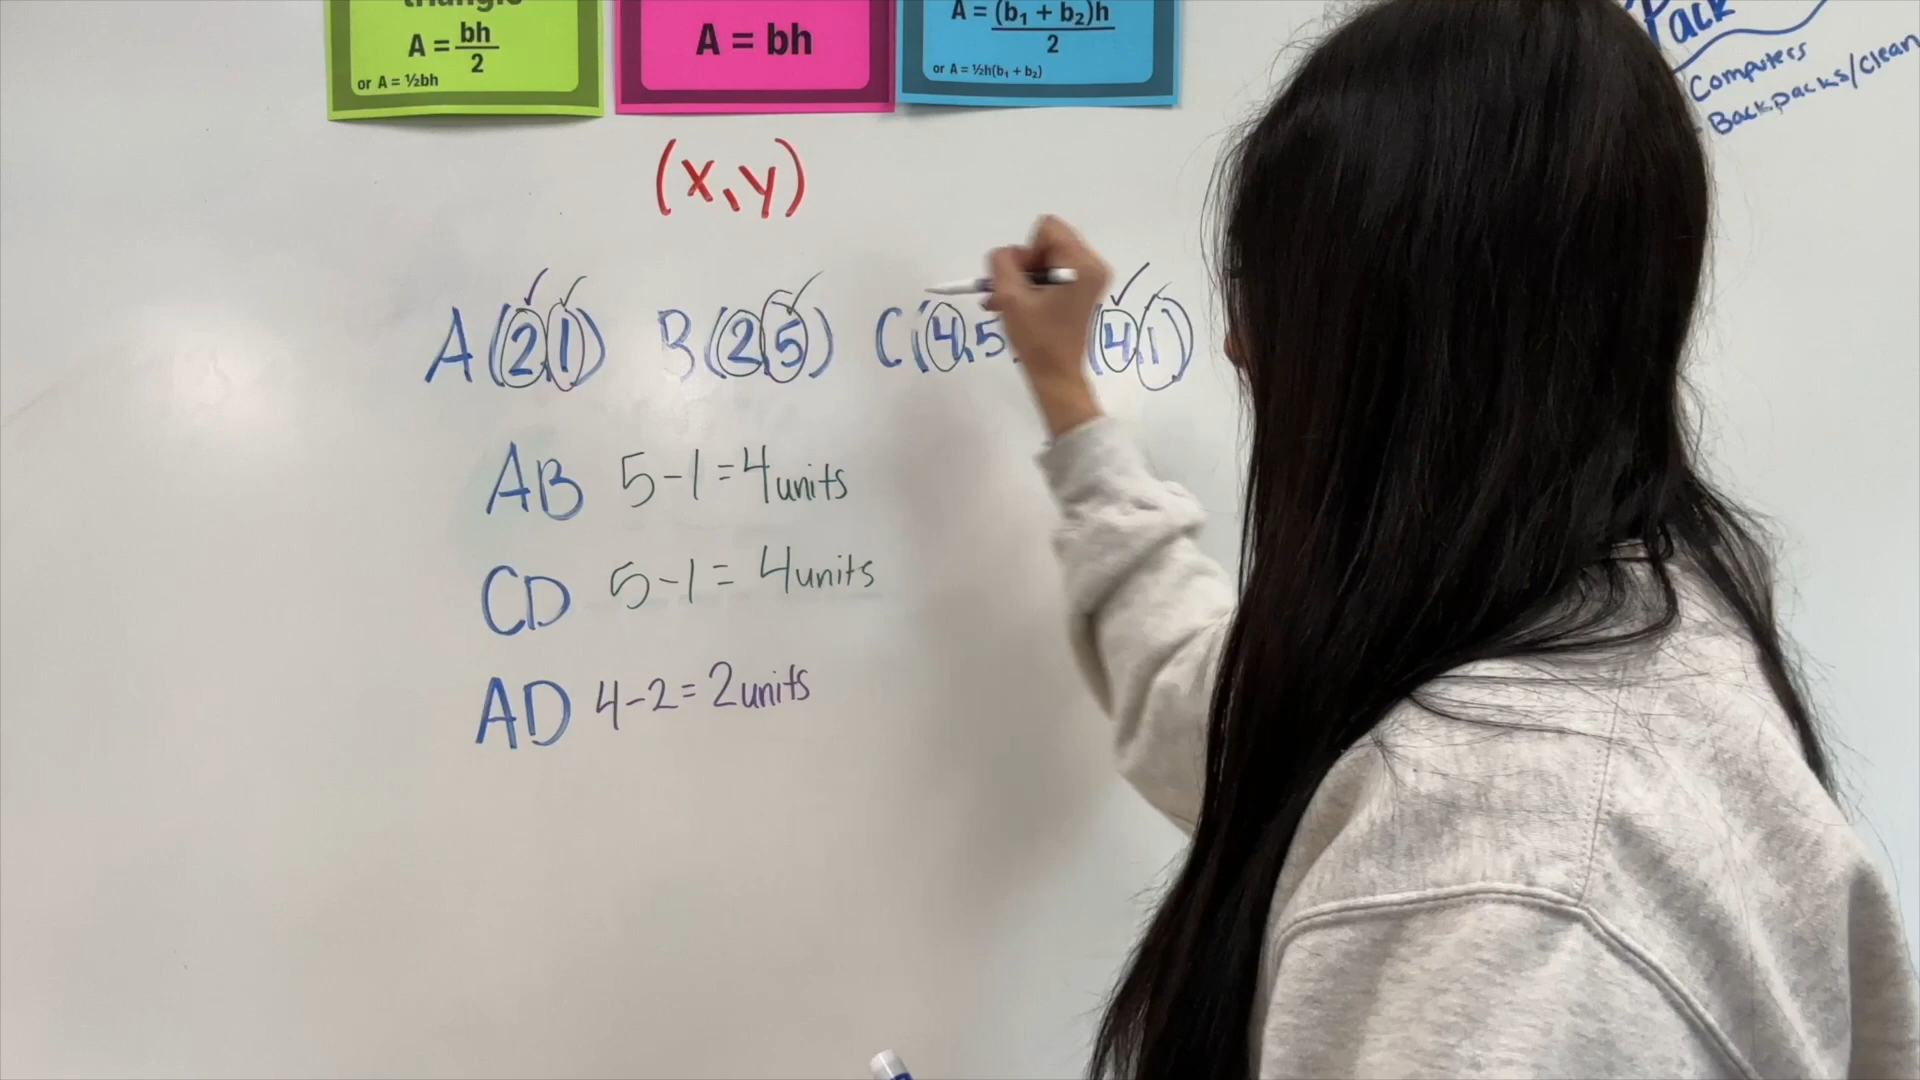 triangle
A = bh/2
or A = ½bh
A = bh
A = (b₁ + b₂)h/2
or A = ½h(b₁ + b₂)
Pack
Computers
Backpacks/Clean
(x,y)
A(2,1) B(2,5) C(4,5 (4,1)
AB 5-1=4units
CD 5-1= 4units
AD 4-2=2units